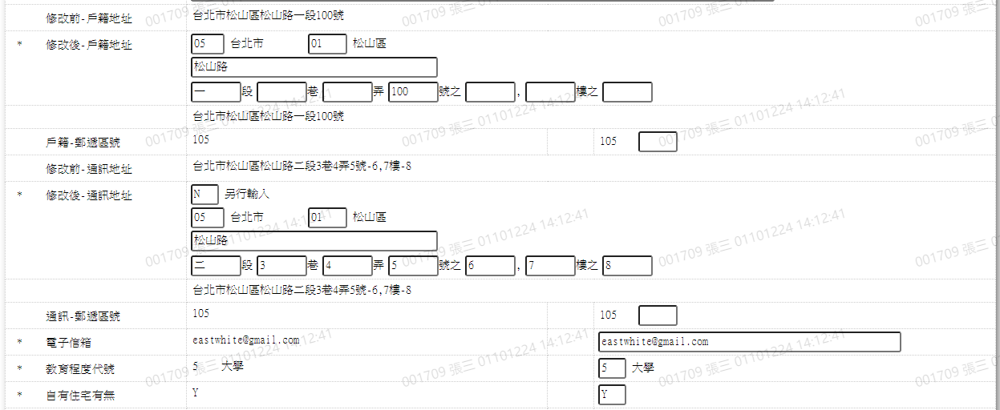 修改前-戶籍地址 台北市松山區松山路一段100號
* 修改後-戶籍地址 05 台北市 01 松山區
松山路
一 段 巷 弄 100 號之 , 樓之
台北市松山區松山路一段100號
戶籍-郵遞區號 105 105
修改前-通訊地址 台北市松山區松山路二段3巷4弄5號-6,7樓-8
* 修改後-通訊地址 N 另行輸入
05 台北市 01 松山區
松山路
二 段 3 巷 4 弄 5 號之 6 , 7 樓之 8
台北市松山區松山路二段3巷4弄5號-6,7樓-8
通訊-郵遞區號 105 105
* 電子信箱 eastwhite@gmail.com eastwhite@gmail.com
* 教育程度代號 5 大學 5 大學
* 自有住宅有無 Y Y
001709 張三 01101224 14:12:41